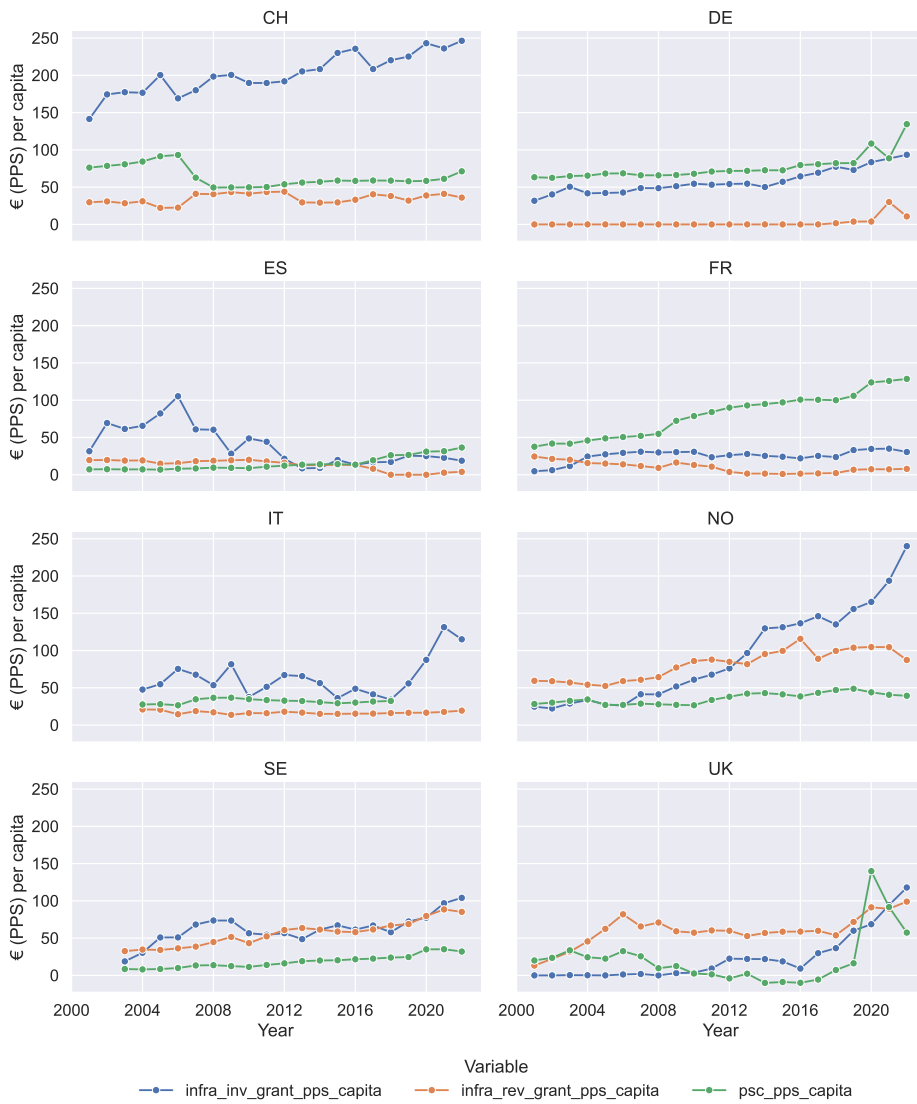 CH
DE
250
200
150
100
50
0
€ (PPS) per capita
ES
FR
250
200
150
100
50
0
€ (PPS) per capita
IT
NO
250
200
150
100
50
0
€ (PPS) per capita
SE
UK
250
200
150
100
50
0
€ (PPS) per capita
2000 2004 2008 2012 2016 2020
2000 2004 2008 2012 2016 2020
Year
Year
Variable
infra_inv_grant_pps_capita infra_rev_grant_pps_capita psc_pps_capita